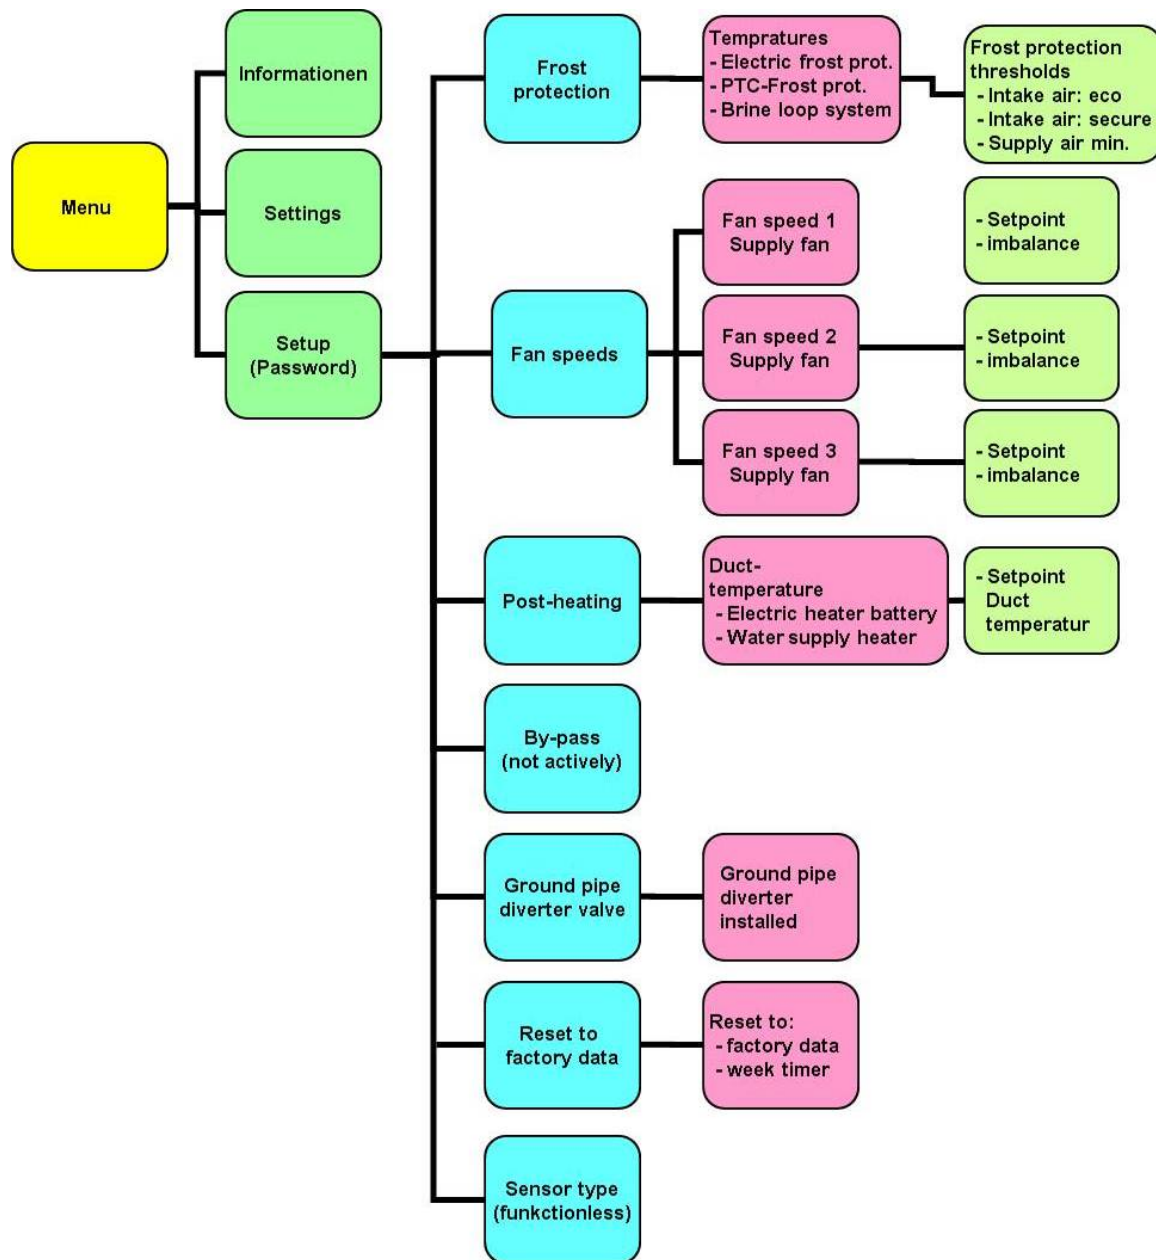 Menu
Informationen
Settings
Setup
(Password)
Frost
protection
Tempratures
- Electric frost prot.
- PTC-Frost prot.
- Brine loop system
Frost protection
thresholds
- Intake air: eco
- Intake air: secure
- Supply air min.
Fan speeds
Fan speed 1
Supply fan
- Setpoint
- imbalance
Fan speed 2
Supply fan
- Setpoint
- imbalance
Fan speed 3
Supply fan
- Setpoint
- imbalance
Post-heating
Duct-
temperature
- Electric heater battery
- Water supply heater
- Setpoint
Duct
temperatur
By-pass
(not actively)
Ground pipe
diverter valve
Ground pipe
diverter
installed
Reset to
factory data
Reset to:
- factory data
- week timer
Sensor type
(funkctionless)